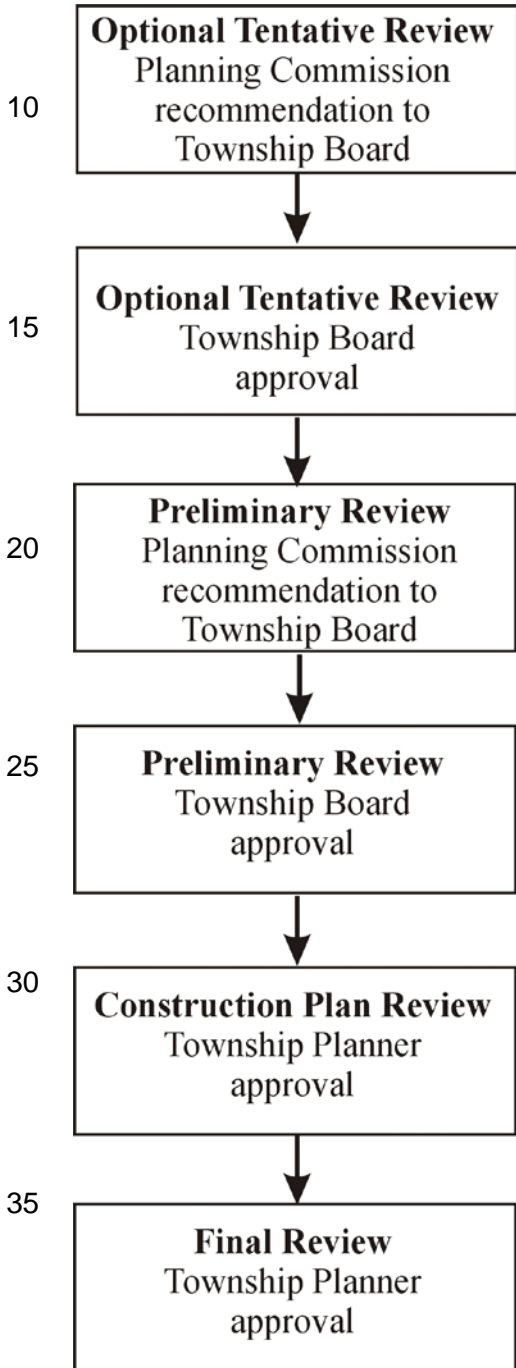 Optional Tentative Review
Planning Commission
10
recommendation to
Township Board
Optional Tentative Review
15
Township Board
approval
Preliminary Review
20
Planning Commission
recommendation to
Township Board
25
Preliminary Review
Township Board
approval
30
Construction Plan Review
Township Planner
approval
35
Final Review
Township Planner
approval